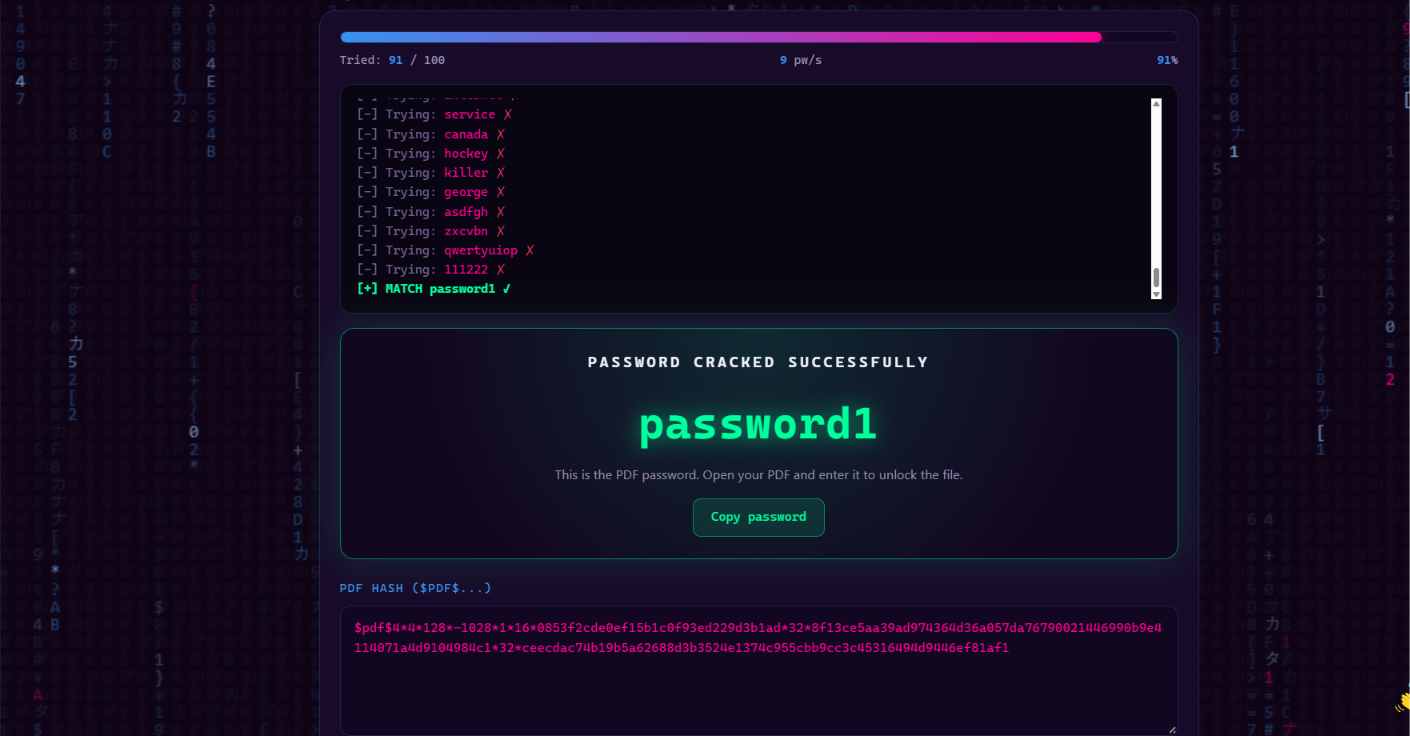 Tried: 91 / 100
9 pw/s
91%
[-] Trying: service ✗
[-] Trying: canada ✗
[-] Trying: hockey ✗
[-] Trying: killer ✗
[-] Trying: george ✗
[-] Trying: asdfgh ✗
[-] Trying: zxcvbn ✗
[-] Trying: qwertyuiop ✗
[-] Trying: 111222 ✗
[+] MATCH password1 ✓
PASSWORD CRACKED SUCCESSFULLY
password1
This is the PDF password. Open your PDF and enter it to unlock the file.
Copy password
PDF HASH ($PDF$...)
$pdf$4*4*128*-1028*1*16*0853f2cde0ef15b1c0f93ed229d3b1ad*32*8f13ce5aa39ad974364d36a057da76790021446990b9e4
114071a4d9104984c1*32*ceecdac74b19b5a62688d3b3524e1374c955cbb9cc3c45316494d9446ef81af1